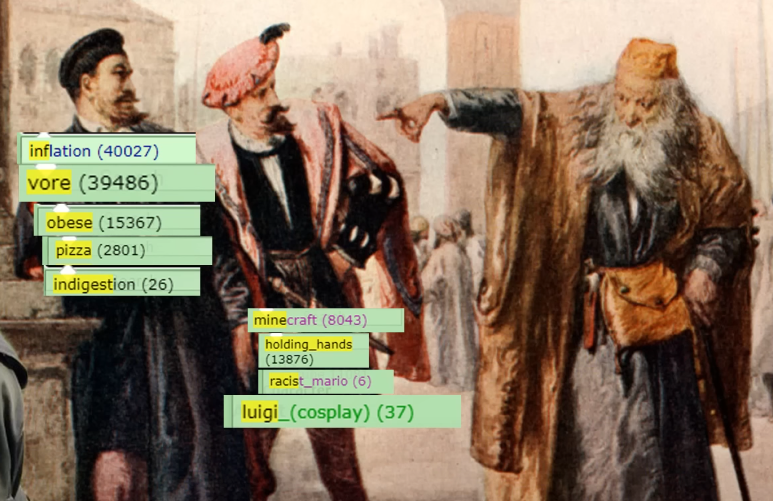 inflation (40027)
vore (39486)
obese (15367)
pizza (2801)
indigestion (26)
minecraft (8043)
holding_hands
(13876)
racist_mario (6)
luigi_(cosplay) (37)